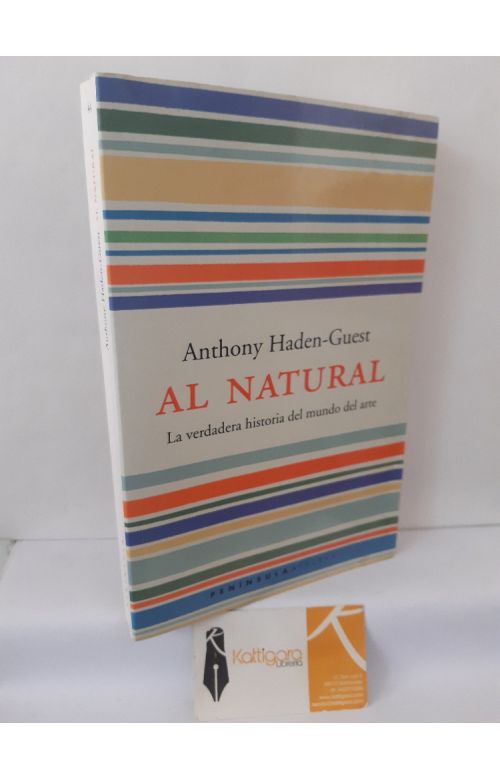 Anthony Haden-Guest AL NATURAL
Anthony Haden-Guest
AL NATURAL
La verdadera historia del mundo del arte
PENÍNSULA
Kattigara
Librería